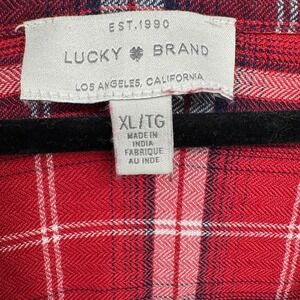 EST.1990
LUCKY BRAND
LOS ANGELES, CALIFORNIA
XL/TG
MADE IN
INDIA
FABRIQUE
AU INDE